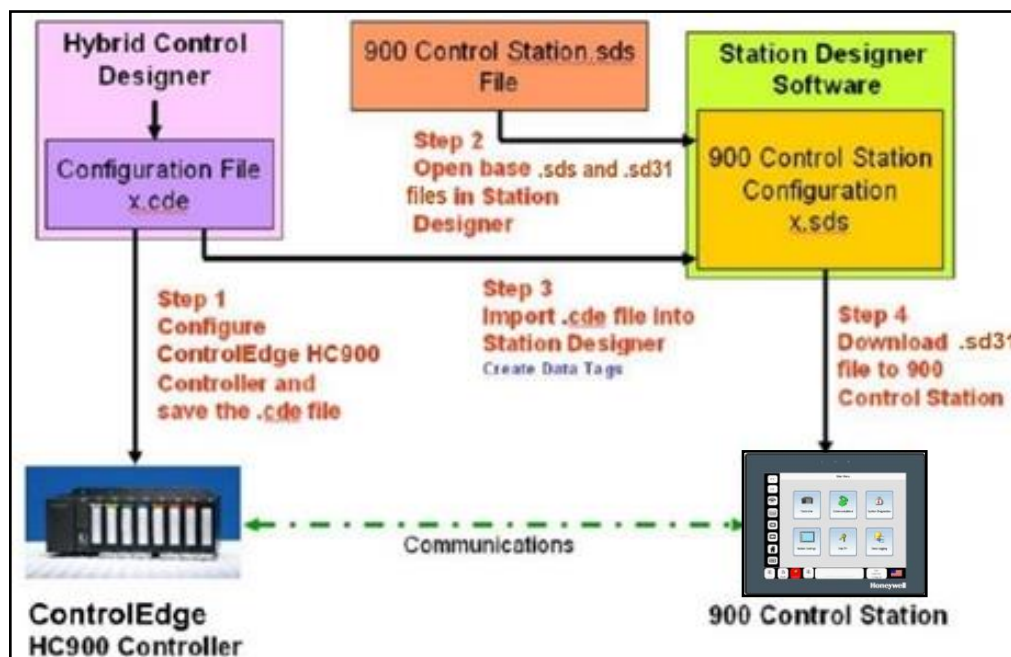 Hybrid Control
Designer
Configuration File
x.cde
900 Control Station.sds
File
Station Designer
Software
900 Control Station
Configuration
x.sds
Step 2
Open base .sds and .sd31
files in Station
Designer
Step 1
Configure
ControlEdge HC900
Controller and
save the .cde file
Step 3
Import .cde file into
Station Designer
Create Data Tags
Step 4
Download .sd31
file to 900
Control Station
Communications
Honeywell
ControlEdge
HC900 Controller
900 Control Station